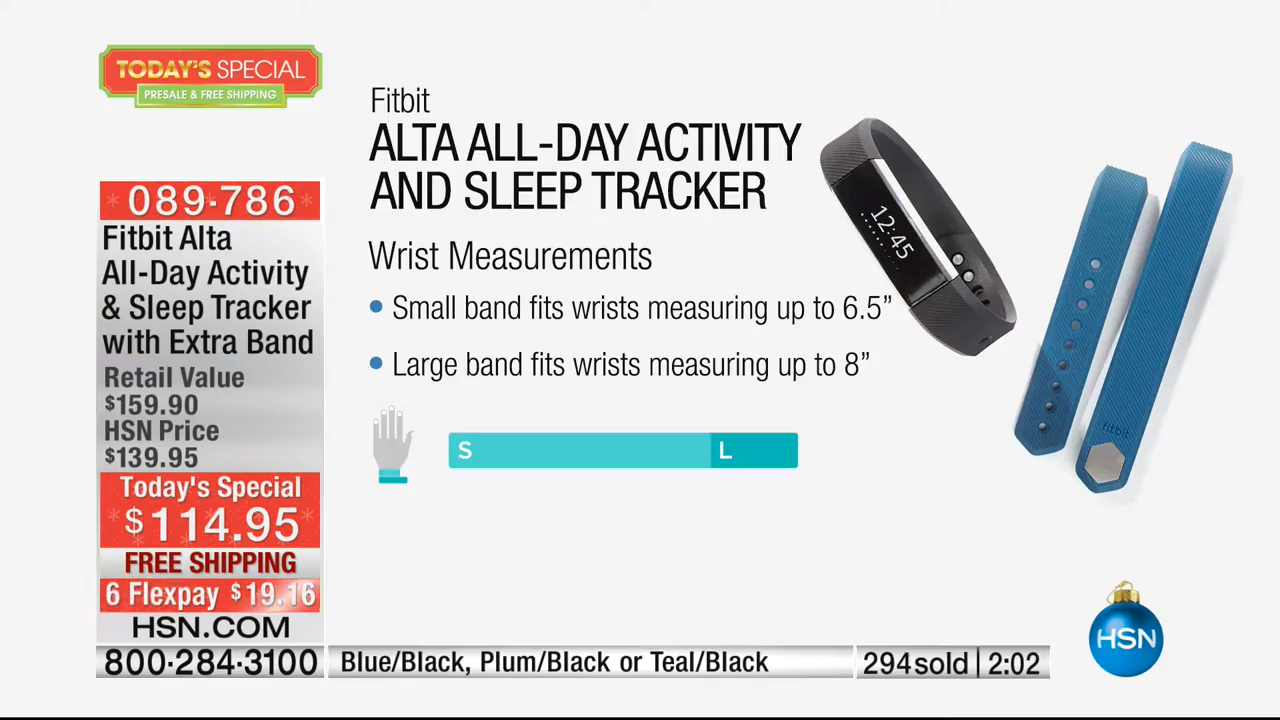 TODAY'S SPECIAL
PRESALE & FREE SHIPPING
089-786
Fitbit Alta
All-Day Activity
& Sleep Tracker
with Extra Band
Retail Value
$159.90
HSN Price
$139.95
Today's Special
$114.95
FREE SHIPPING
6 Flexpay $19.16
HSN.COM
800-284-3100
Fitbit
ALTA ALL-DAY ACTIVITY
AND SLEEP TRACKER
Wrist Measurements
• Small band fits wrists measuring up to 6.5”
• Large band fits wrists measuring up to 8”
S L
12:45
fitbit
HSN
Blue/Black, Plum/Black or Teal/Black
294 sold | 2:02